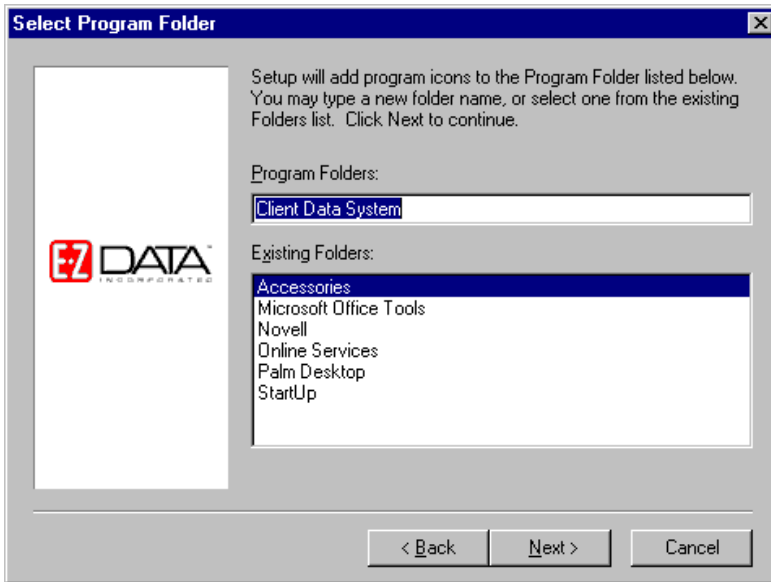 Select Program Folder
Setup will add program icons to the Program Folder listed below.
You may type a new folder name, or select one from the existing
Folders list. Click Next to continue.
Program Folders:
Client Data System
E·Z DATA™
INCORPORATED
Existing Folders:
Accessories
Microsoft Office Tools
Novell
Online Services
Palm Desktop
StartUp
< Back
Next >
Cancel